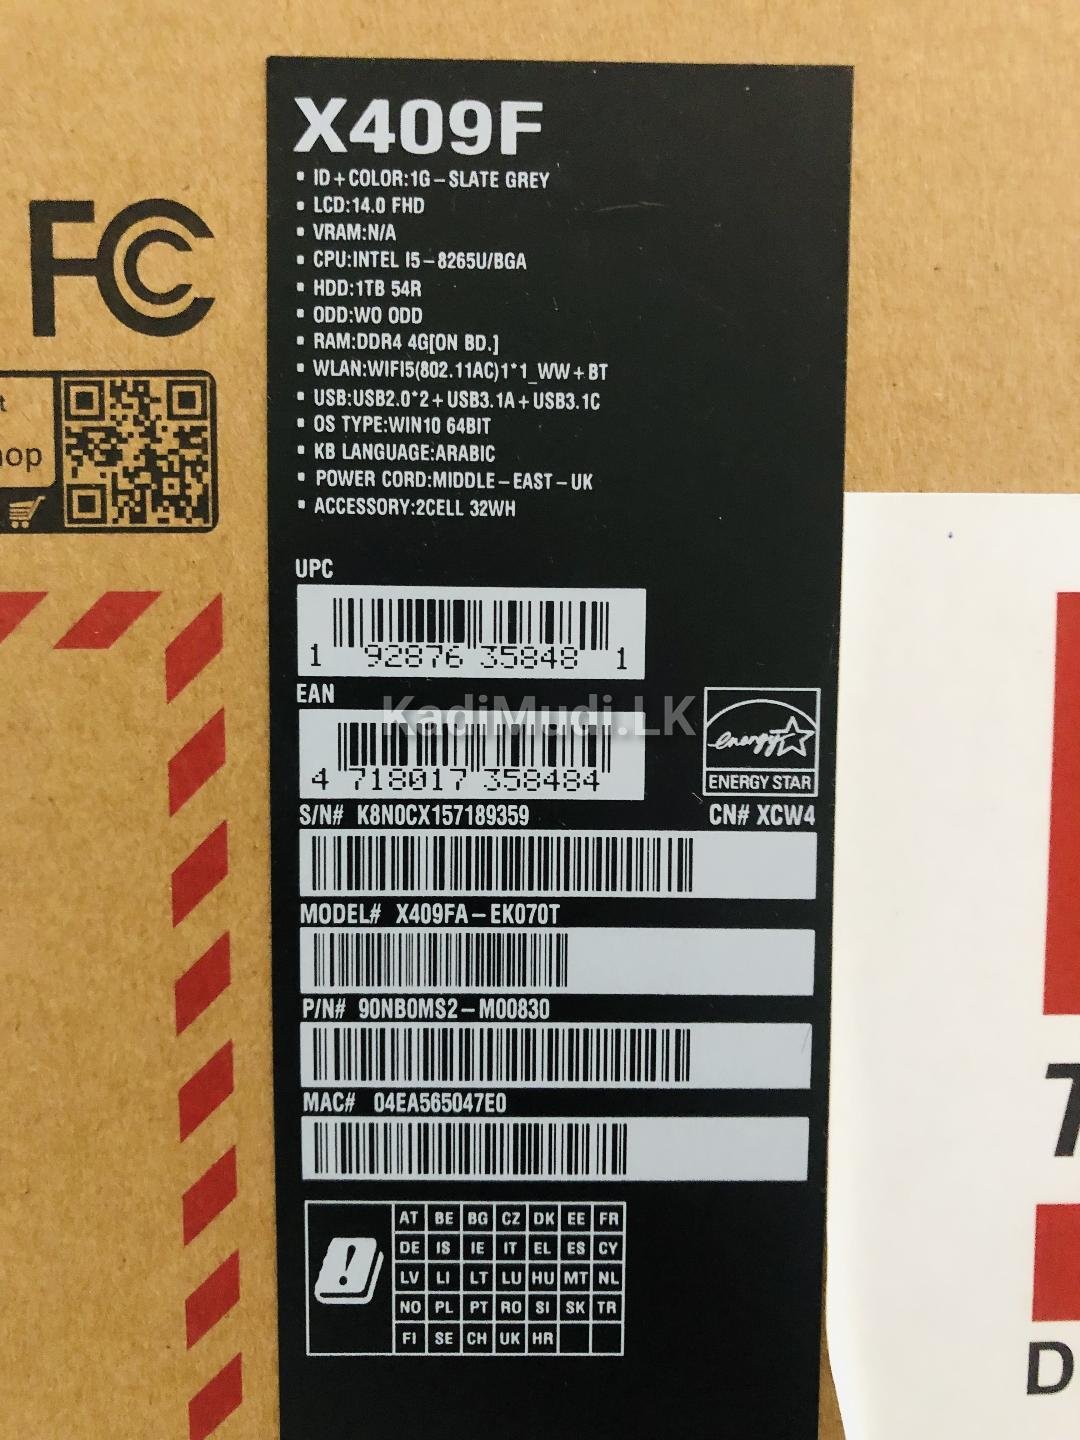 X409F
▪ ID+COLOR:1G-SLATE GREY
▪ LCD:14.0 FHD
▪ VRAM:N/A
▪ CPU:INTEL I5-8265U/BGA
▪ HDD:1TB 54R
▪ ODD:WO ODD
▪ RAM:DDR4 4G[ON BD.]
▪ WLAN:WIFI5(802.11AC)1*1_WW+BT
▪ USB:USB2.0*2+USB3.1A+USB3.1C
▪ OS TYPE:WIN10 64BIT
▪ KB LANGUAGE:ARABIC
▪ POWER CORD:MIDDLE-EAST-UK
▪ ACCESSORY:2CELL 32WH
FC
UPC
1 92876 35848 1
EAN
4 718017 358484
KadiMudi.LK
energy
ENERGY STAR
S/N# K8N0CX157189359 CN# XCW4
MODEL# X409FA-EK070T
P/N# 90NB0MS2-M00830
MAC# 04EA565047E0
AT BE BG CZ DK EE FR
DE IS IE IT EL ES CY
LV LI LT LU HU MT NL
NO PL PT RO SI SK TR
FI SE CH UK HR